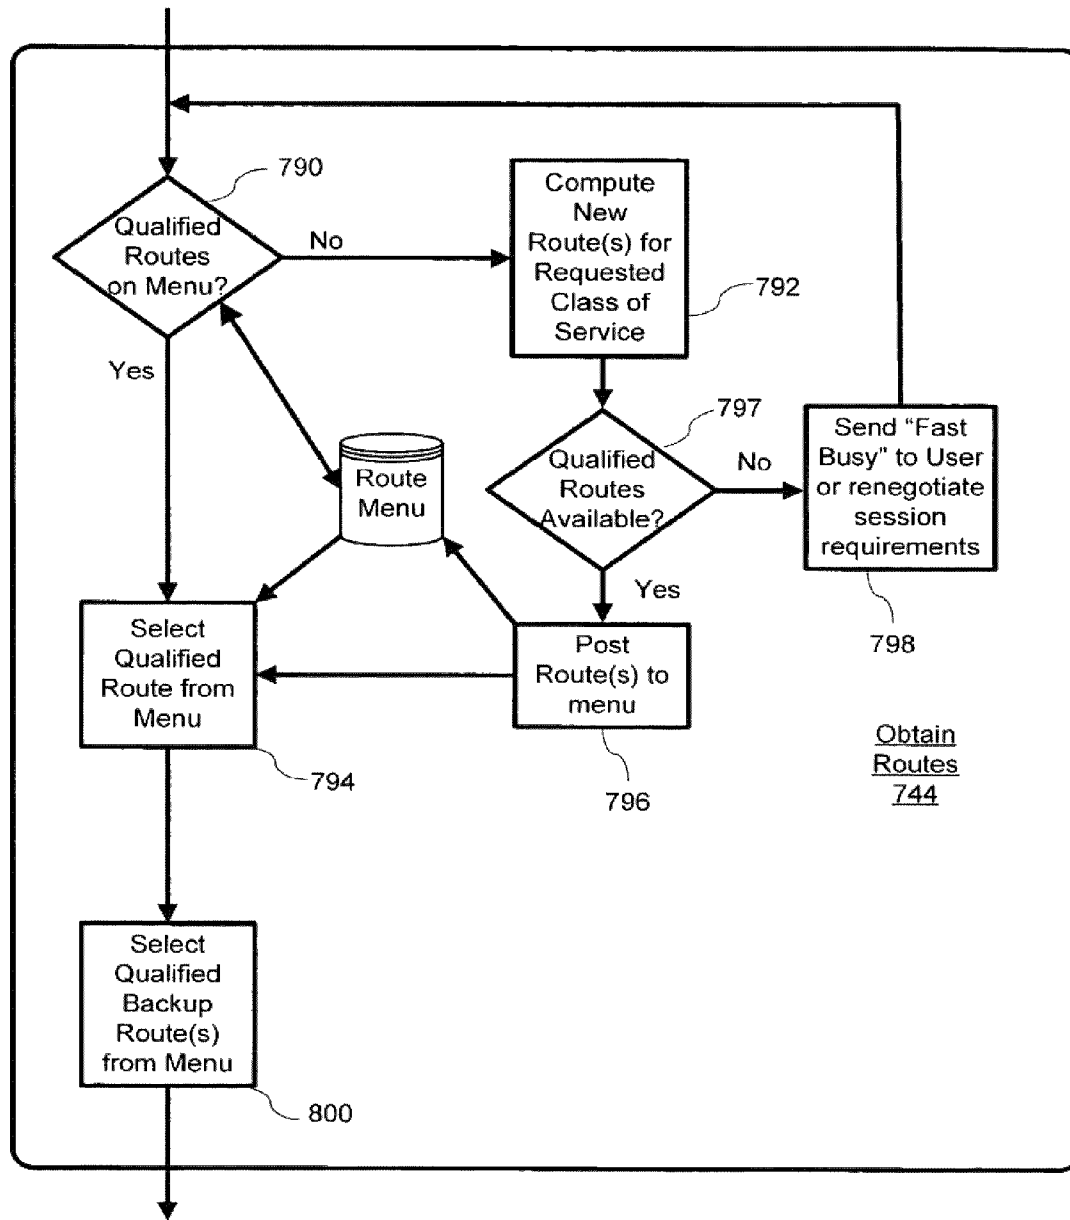 790
Qualified
Routes
on Menu?
No
Compute
New
Route(s) for
Requested
Class of
Service
792
Yes
797
Route
Menu
Qualified
Routes
Available?
No
Send “Fast
Busy” to User
or renegotiate
session
requirements
798
Yes
Select
Qualified
Route from
Menu
794
Post
Route(s) to
menu
796
Obtain
Routes
744
Select
Qualified
Backup
Route(s)
from Menu
800